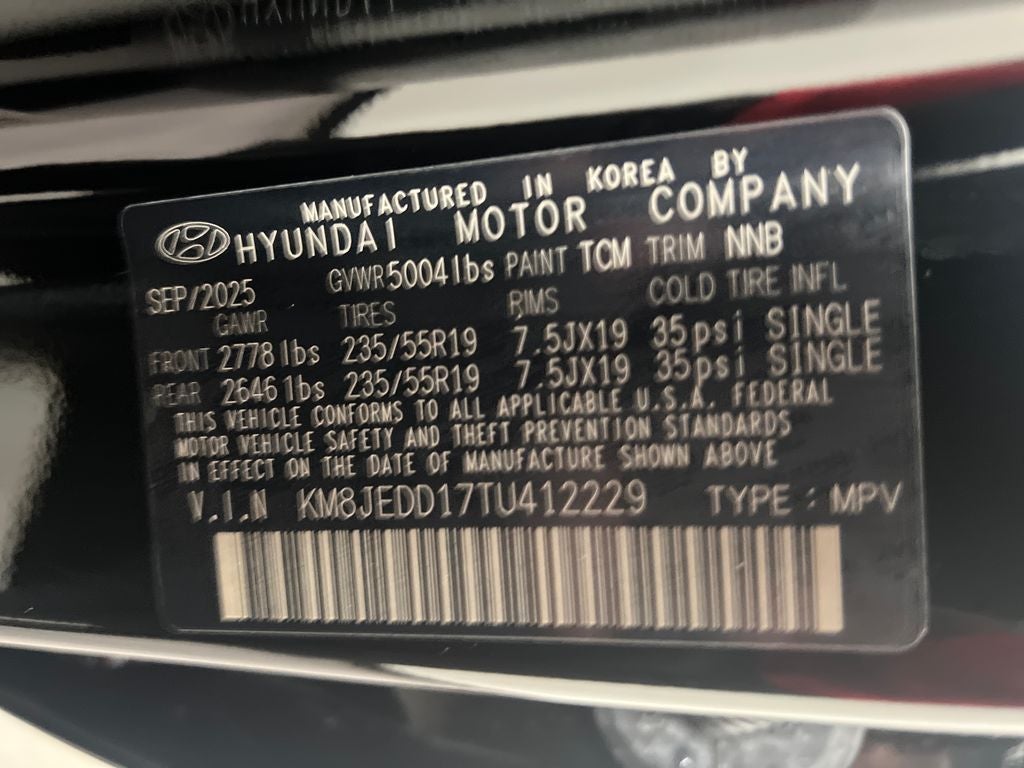 MANUFACTURED IN KOREA BY
HYUNDAI MOTOR COMPANY
SEP/2025 GVWR 5004lbs PAINT TCM TRIM NNB
GAWR TIRES RIMS COLD TIRE INFL
FRONT 2778lbs 235/55R19 7.5JX19 35psi SINGLE
REAR 2646lbs 235/55R19 7.5JX19 35psi SINGLE
THIS VEHICLE CONFORMS TO ALL APPLICABLE U.S.A. FEDERAL
MOTOR VEHICLE SAFETY AND THEFT PREVENTION STANDARDS
IN EFFECT ON THE DATE OF MANUFACTURE SHOWN ABOVE
V.I.N KM8JEDD17TU412229 TYPE : MPV